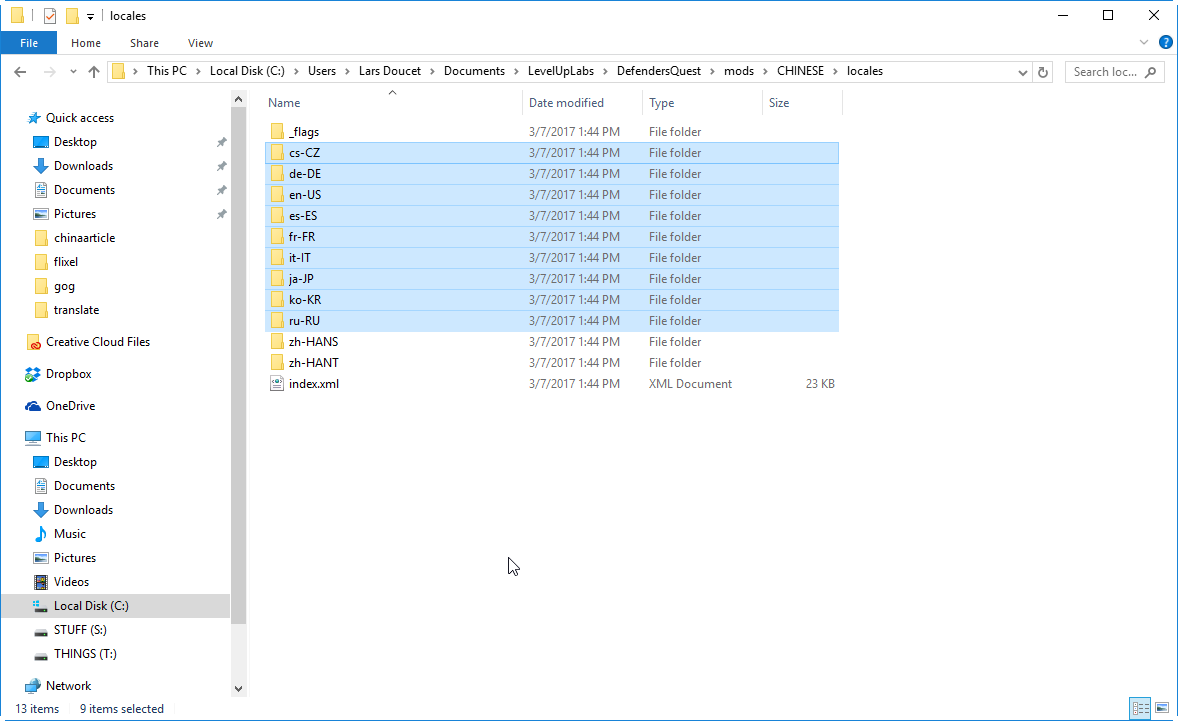 locales
File Home Share View
This PC Local Disk (C:) Users Lars Doucet Documents LevelUpLabs DefendersQuest mods CHINESE locales Search loc...
Name Date modified Type Size
Quick access
Desktop
Downloads
Documents
Pictures
chinaarticle
flixel
gog
translate
Creative Cloud Files
Dropbox
OneDrive
This PC
Desktop
Documents
Downloads
Music
Pictures
Videos
Local Disk (C:)
STUFF (S:)
THINGS (T:)
Network
_flags 3/7/2017 1:44 PM File folder
cs-CZ 3/7/2017 1:44 PM File folder
de-DE 3/7/2017 1:44 PM File folder
en-US 3/7/2017 1:44 PM File folder
es-ES 3/7/2017 1:44 PM File folder
fr-FR 3/7/2017 1:44 PM File folder
it-IT 3/7/2017 1:44 PM File folder
ja-JP 3/7/2017 1:44 PM File folder
ko-KR 3/7/2017 1:44 PM File folder
ru-RU 3/7/2017 1:44 PM File folder
zh-HANS 3/7/2017 1:44 PM File folder
zh-HANT 3/7/2017 1:44 PM File folder
index.xml 3/7/2017 1:44 PM XML Document 23 KB
13 items 9 items selected